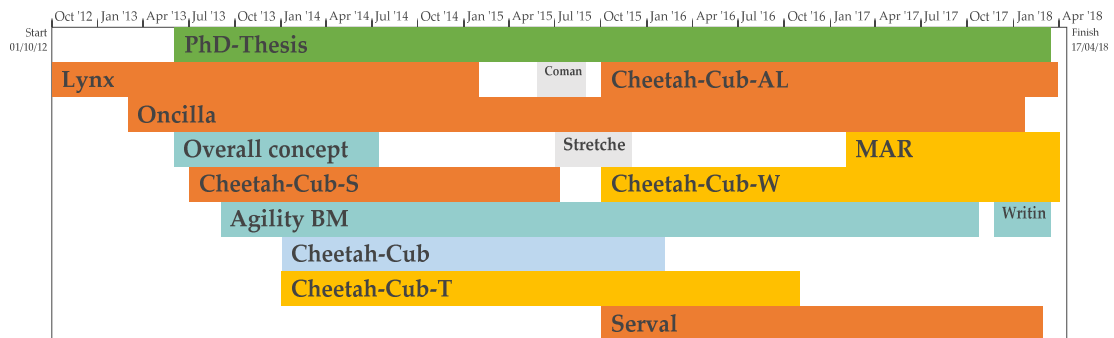 Oct '12 Jan '13 Apr '13 Jul '13 Oct '13 Jan '14 Apr '14 Jul '14 Oct '14 Jan '15 Apr '15 Jul '15 Oct '15 Jan '16 Apr '16 Jul '16 Oct '16 Jan '17 Apr '17 Jul '17 Oct '17 Jan '18 Apr '18
Start
01/10/12
Finish
17/04/18
PhD-Thesis
Lynx Coman Cheetah-Cub-AL
Oncilla
Overall concept Stretche MAR
Cheetah-Cub-S Cheetah-Cub-W
Agility BM Writin
Cheetah-Cub
Cheetah-Cub-T
Serval